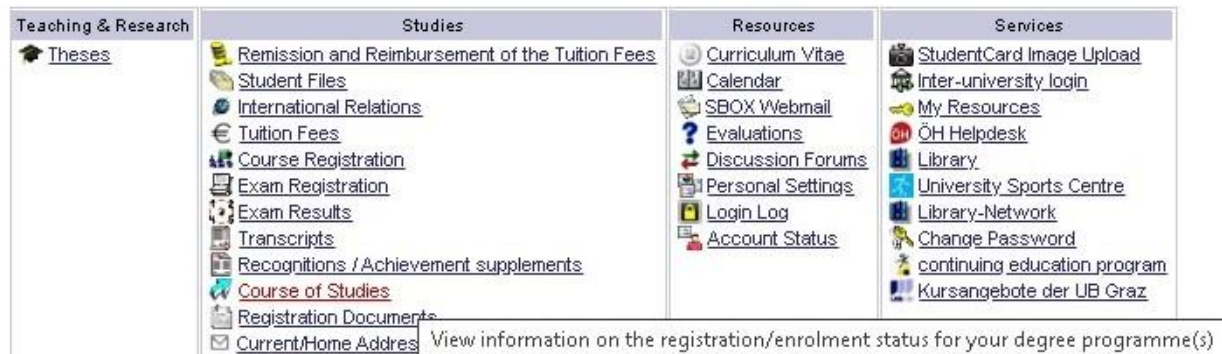 Teaching & Research
Theses
Studies
Remission and Reimbursement of the Tuition Fees
Student Files
International Relations
Tuition Fees
Course Registration
Exam Registration
Exam Results
Transcripts
Recognitions / Achievement supplements
Course of Studies
Registration Documents
Current/Home Addres
View information on the registration/enrolment status for your degree programme(s)
Resources
Curriculum Vitae
Calendar
SBOX Webmail
Evaluations
Discussion Forums
Personal Settings
Login Log
Account Status
Services
StudentCard Image Upload
Inter-university login
My Resources
ÖH Helpdesk
Library
University Sports Centre
Library-Network
Change Password
continuing education program
Kursangebote der UB Graz